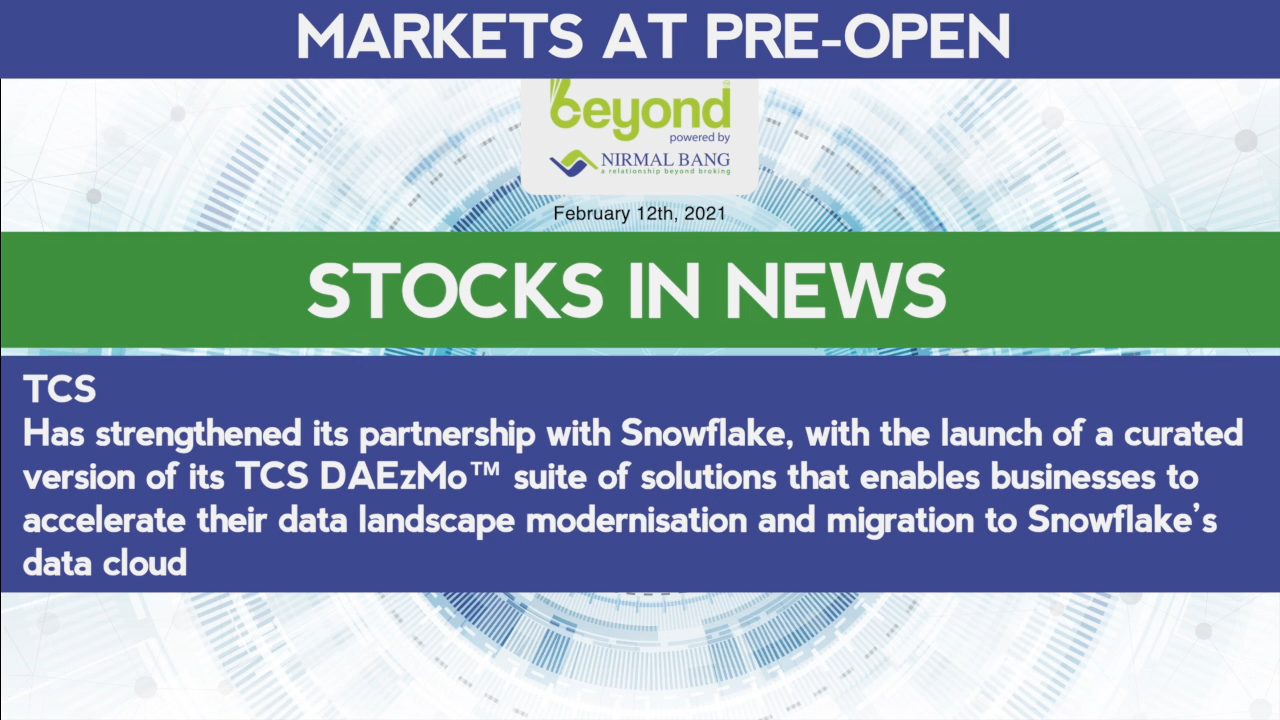 MARKETS AT PRE-OPEN
beyond
powered by
NIRMAL BANG
a relationship beyond broking
February 12th, 2021
STOCKS IN NEWS
TCS
Has strengthened its partnership with Snowflake, with the launch of a curated
version of its TCS DAEzMo™ suite of solutions that enables businesses to
accelerate their data landscape modernisation and migration to Snowflake's
data cloud